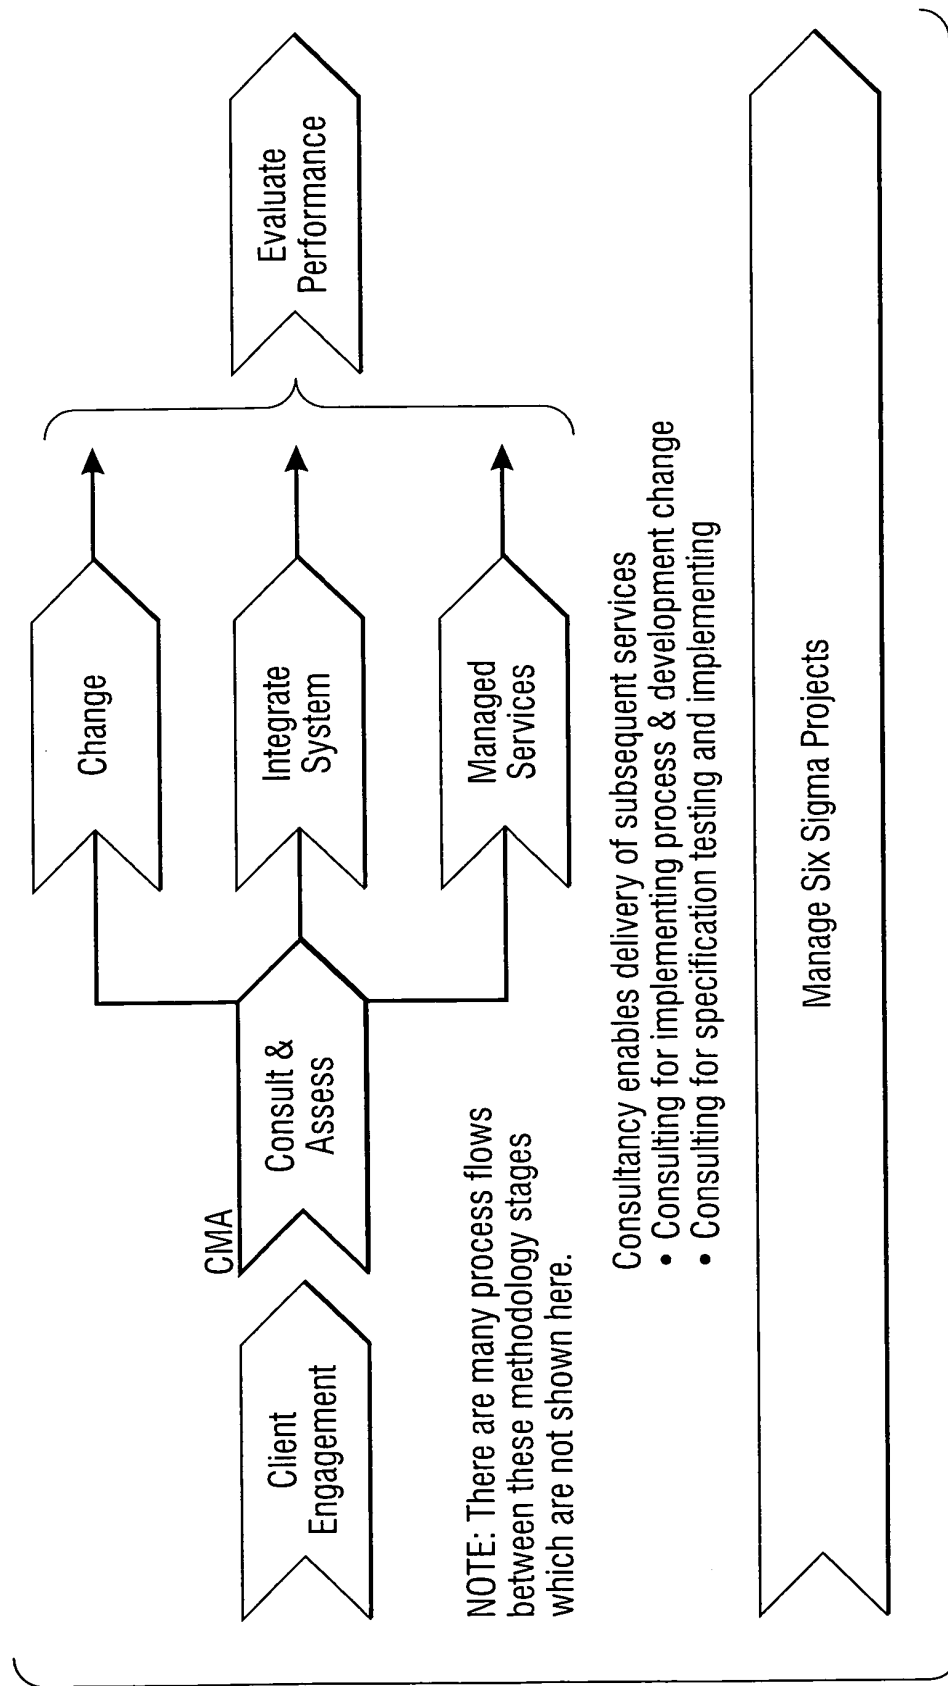 Client
Engagement
CMA
Consult &
Assess
Change
Integrate
System
Managed
Services
Evaluate
Performance
NOTE: There are many process flows
between these methodology stages
which are not shown here.
Consultancy enables delivery of subsequent services
• Consulting for implementing process & development change
• Consulting for specification testing and implementing
Manage Six Sigma Projects